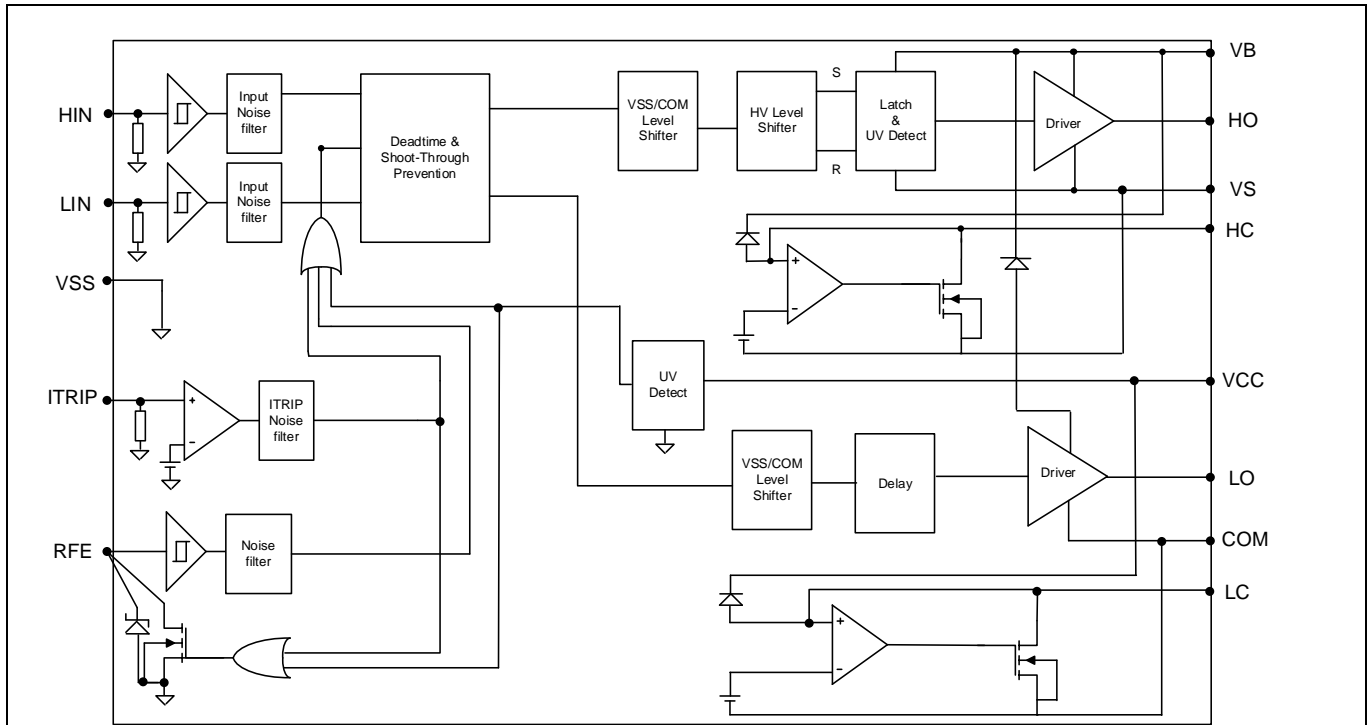 HIN
LIN
VSS
ITRIP
RFE
Input
Noise
filter
Input
Noise
filter
Deadtime &
Shoot-Through
Prevention
VSS/COM
Level
Shifter
HV Level
Shifter
S
R
Latch
&
UV Detect
Driver
+
-
UV
Detect
+
-
ITRIP
Noise
filter
VSS/COM
Level
Shifter
Delay
Driver
Noise
filter
+
-
VB
HO
VS
HC
VCC
LO
COM
LC